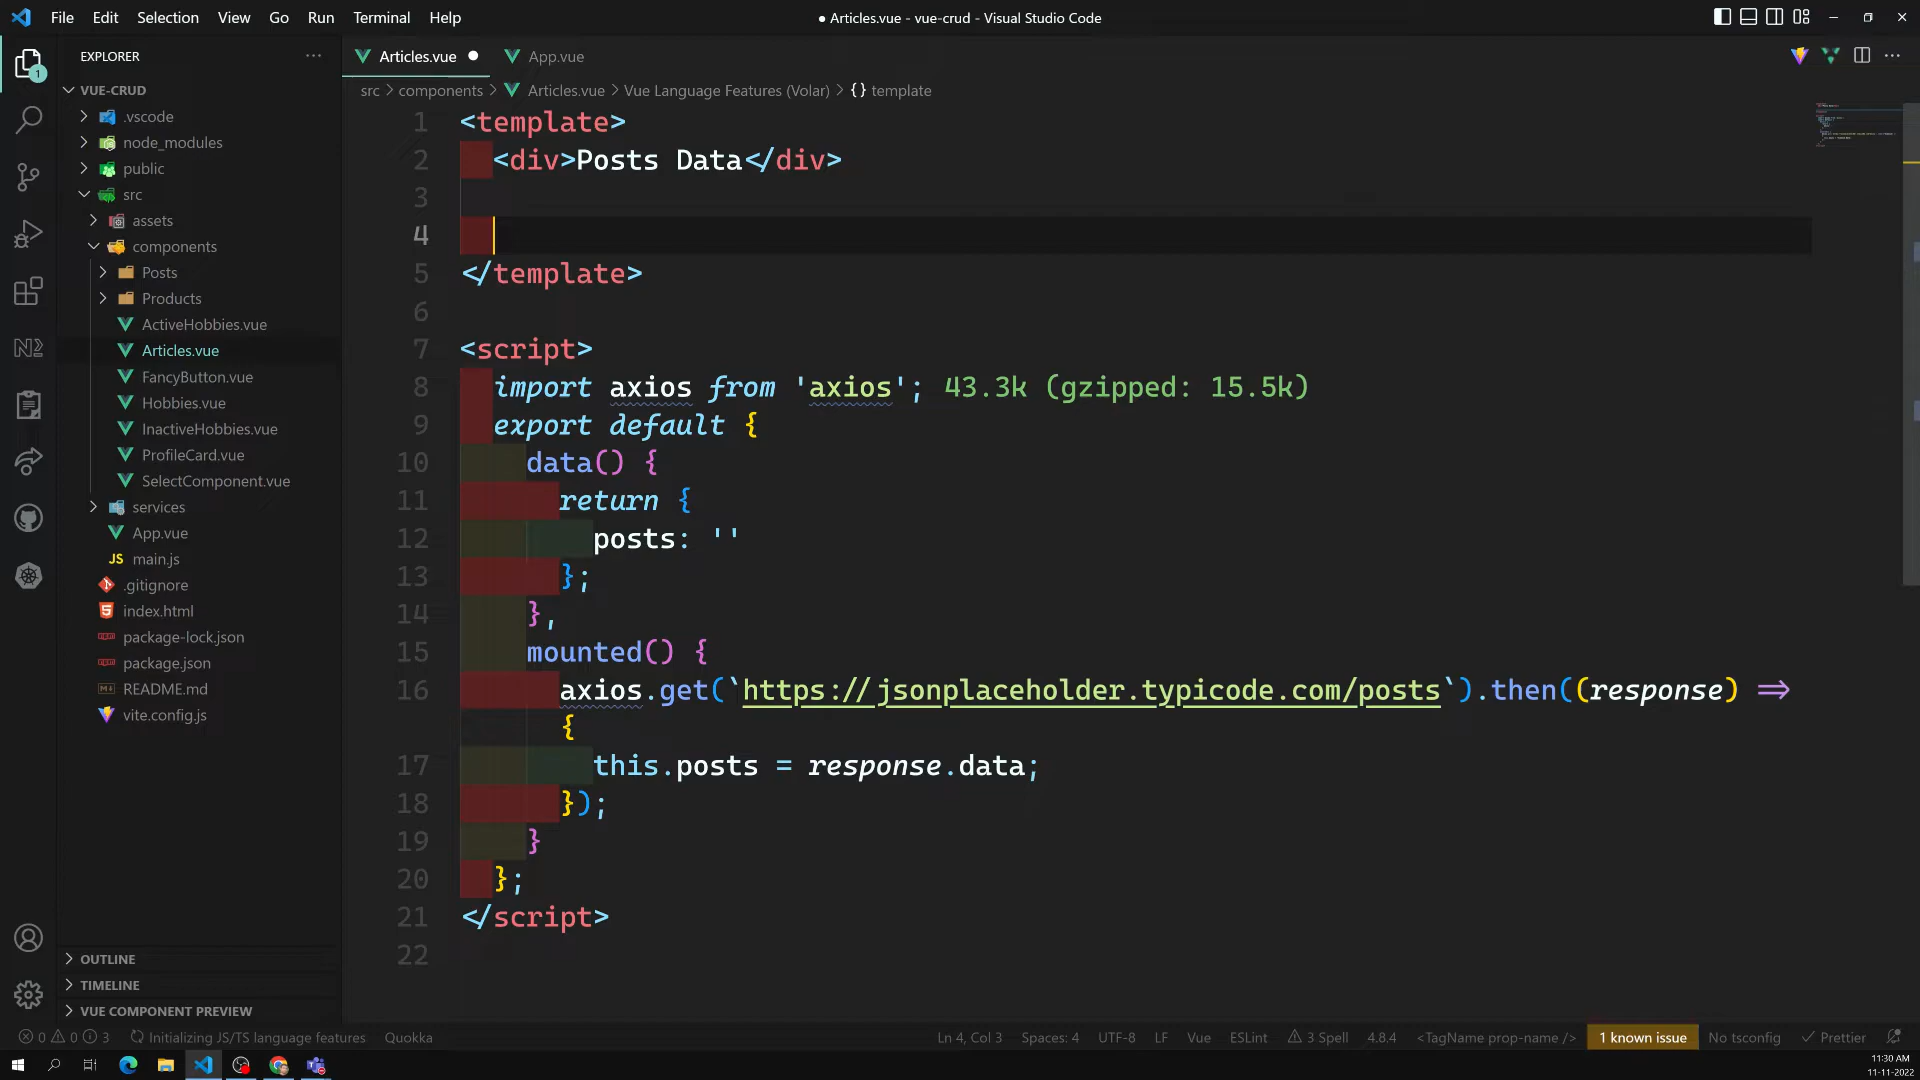 File Edit Selection View Go Run Terminal Help
● Articles.vue - vue-crud - Visual Studio Code
EXPLORER
Articles.vue
App.vue
VUE-CRUD
src > components > Articles.vue > Vue Language Features (Volar) > {} template
.vscode
node_modules
public
src
assets
components
Posts
Products
ActiveHobbies.vue
Articles.vue
FancyButton.vue
Hobbies.vue
InactiveHobbies.vue
ProfileCard.vue
SelectComponent.vue
services
App.vue
JS main.js
.gitignore
index.html
package-lock.json
package.json
README.md
vite.config.js
OUTLINE
TIMELINE
VUE COMPONENT PREVIEW
1
1 <template>
2 <div>Posts Data</div>
3
4
5 </template>
6
7 <script>
8 import axios from 'axios'; 43.3k (gzipped: 15.5k)
9 export default {
10 data() {
11 return {
12 posts: ''
13 };
14 },
15 mounted() {
16 axios.get(`https://jsonplaceholder.typicode.com/posts`).then((response) =>
{
17 this.posts = response.data;
18 });
19 }
20 };
21 </script>
22
0 0 3 Initializing JS/TS language features Quokka
Ln 4, Col 3 Spaces: 4 UTF-8 LF Vue ESLint 3 Spell 4.8.4 <TagName prop-name /> 1 known issue No tsconfig Prettier
11:30 AM
11-11-2022